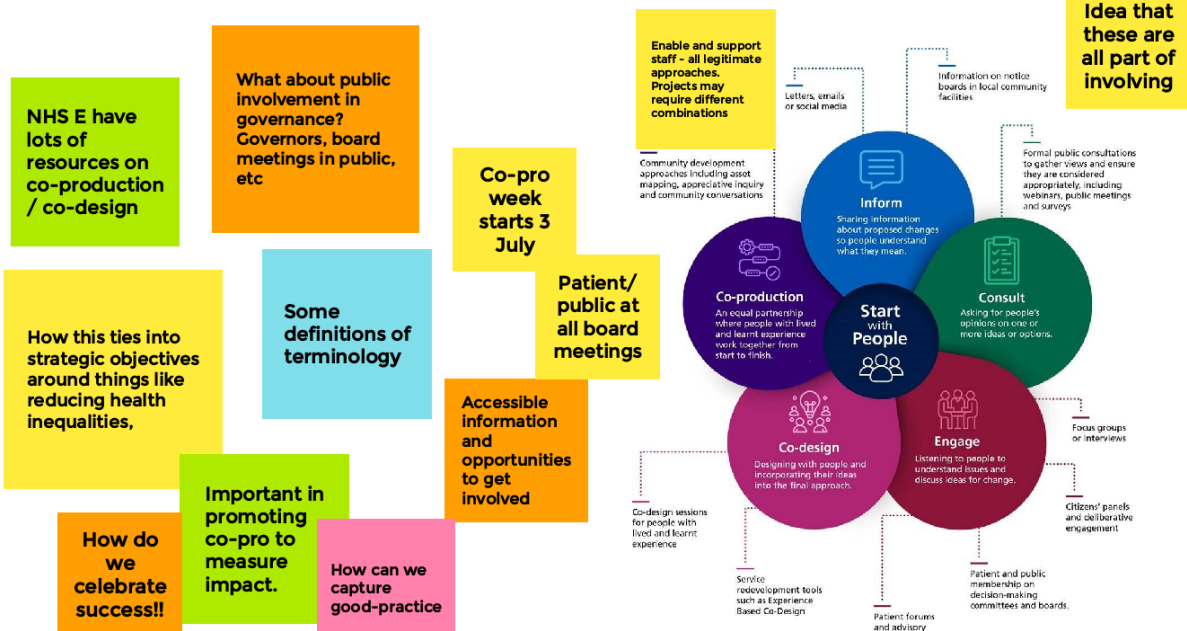 NHS E have
lots of
resources on
co-production
/ co-design
What about public
involvement in
governance?
Governors, board
meetings in public,
etc
Co-pro
week
starts 3
July
Patient/
public at
all board
meetings
How this ties into
strategic objectives
around things like
reducing health
inequalities,
Some
definitions of
terminology
Accessible
information
and
opportunities
to get
involved
How do
we
celebrate
success!!
Important in
promoting
co-pro to
measure
impact.
How can we
capture
good-practice
Enable and support
staff - all legitimate
approaches.
Projects may
require different
combinations
Idea that
these are
all part of
involving
Letters, emails
or social media
Information on notice
boards in local community
facilities
Community development
approaches including asset
mapping, appreciative inquiry
and community conversations
Formal public consultations
to gather views and ensure
they are considered
appropriately, including
webinars, public meetings
and surveys
Inform
Sharing information
about proposed changes
so people understand
what they mean.
Co-production
An equal partnership
where people with lived
and learnt experience
work together from
start to finish.
Start
with
People
Consult
Asking for people's
opinions on one or
more ideas or options.
Co-design
Designing with people and
incorporating their ideas
into the final approach.
Engage
Listening to people to
understand issues and
discuss ideas for change.
Focus groups
or interviews
Citizens' panels
and deliberative
engagement
Co-design sessions
for people with
lived and learnt
experience
Service
redevelopment tools
such as Experience
Based Co-Design
Patient and public
membership on
decision-making
committees and boards.
Patient forums
and advisory